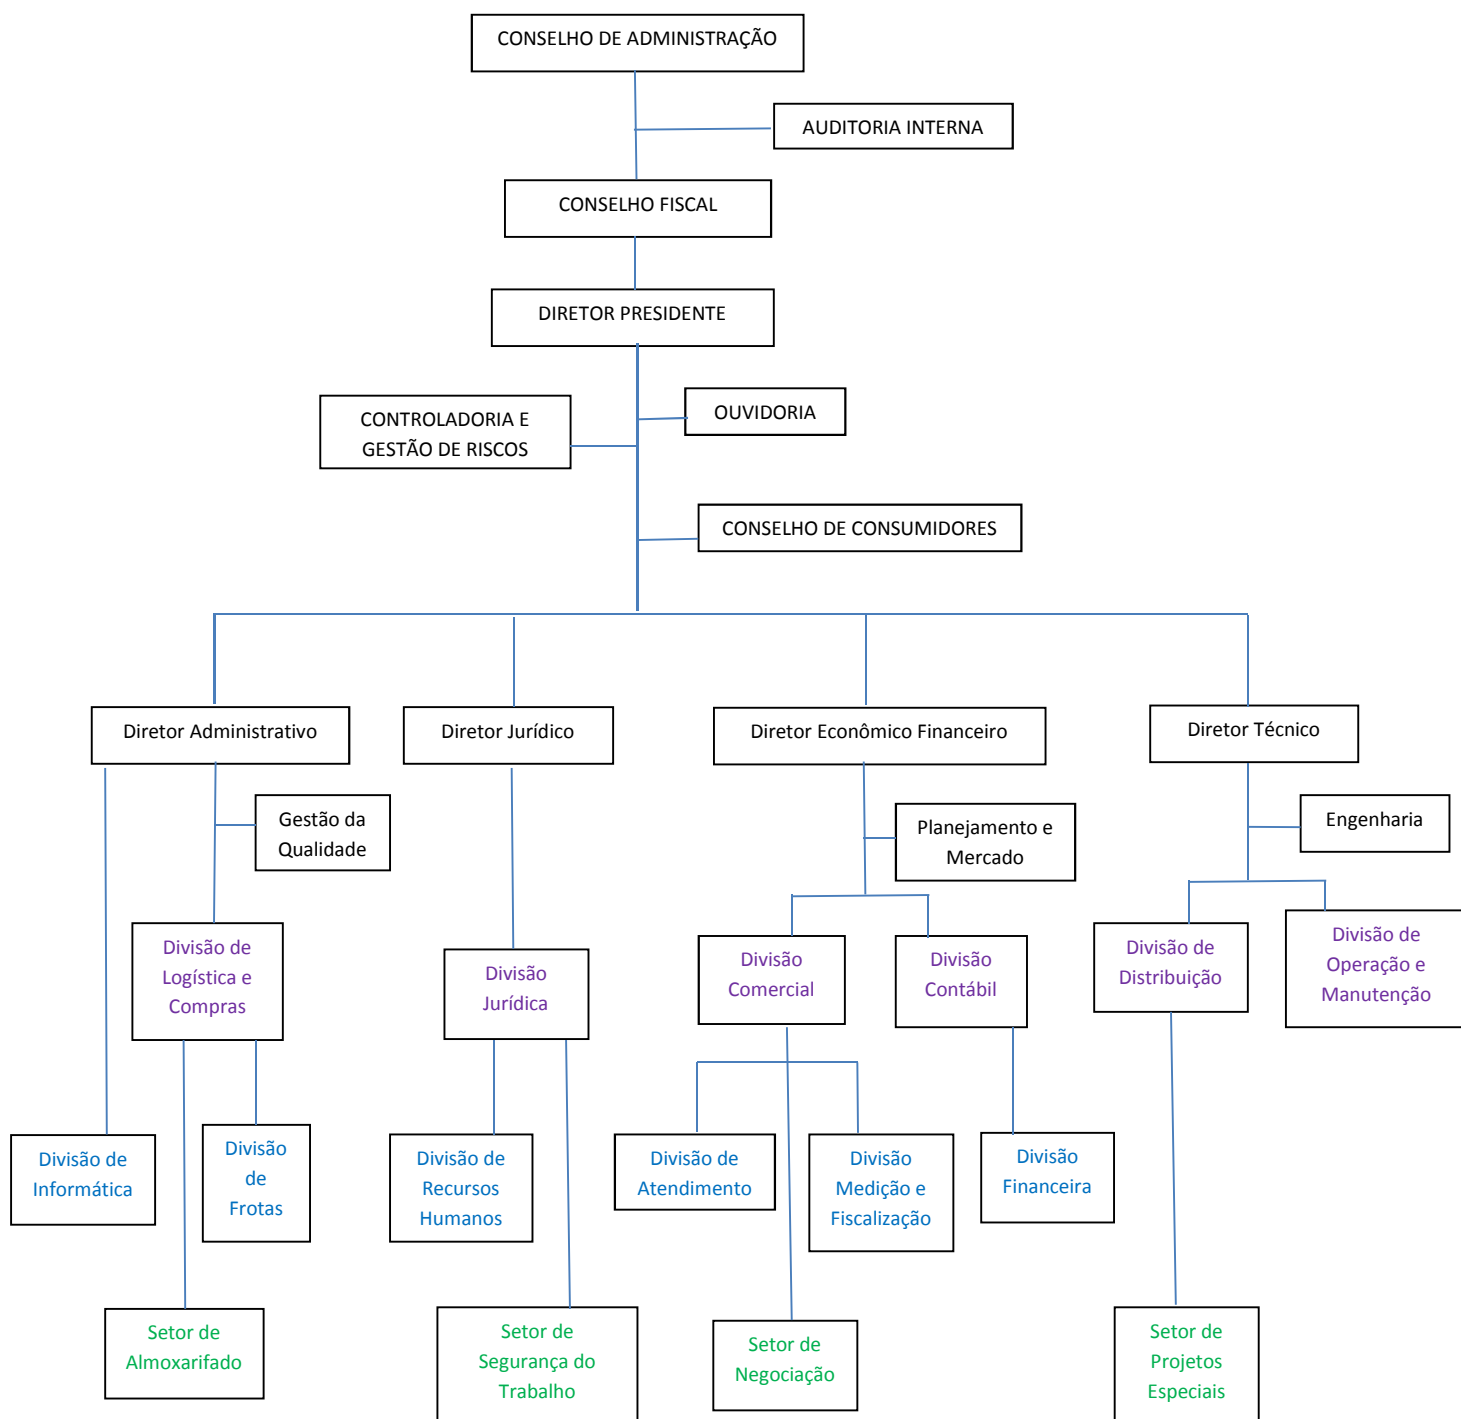 CONSELHO DE ADMINISTRAÇÃO
AUDITORIA INTERNA
CONSELHO FISCAL
DIRETOR PRESIDENTE
CONTROLADORIA E
GESTÃO DE RISCOS
OUVIDORIA
CONSELHO DE CONSUMIDORES
Diretor Administrativo
Diretor Jurídico
Diretor Econômico Financeiro
Diretor Técnico
Gestão da
Qualidade
Planejamento e
Mercado
Engenharia
Divisão de
Logística e
Compras
Divisão
Jurídica
Divisão
Comercial
Divisão
Contábil
Divisão de
Distribuição
Divisão de
Operação e
Manutenção
Divisão de
Informática
Divisão
de
Frotas
Divisão de
Recursos
Humanos
Divisão de
Atendimento
Divisão
Medição e
Fiscalização
Divisão
Financeira
Setor de
Almoxarifado
Setor de
Segurança do
Trabalho
Setor de
Negociação
Setor de
Projetos
Especiais